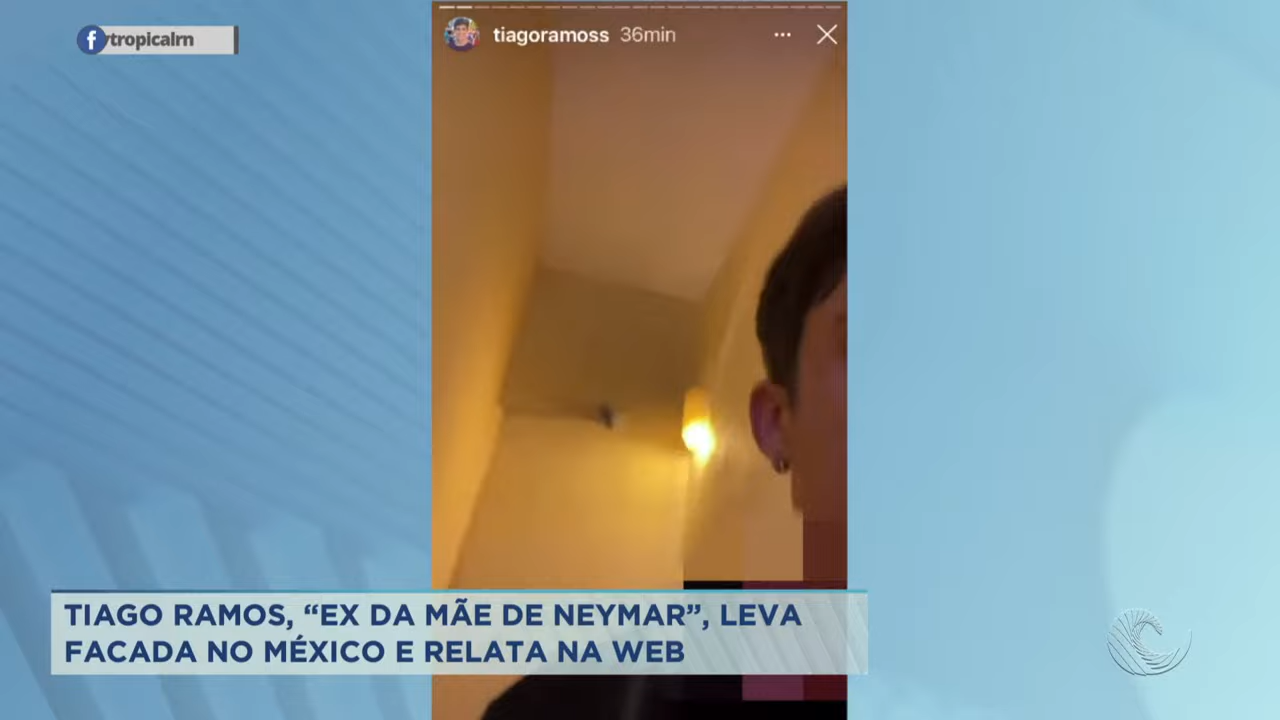 tropicalrn
tiagoramoss 36min
TIAGO RAMOS, “EX DA MÃE DE NEYMAR”, LEVA
FACADA NO MÉXICO E RELATA NA WEB